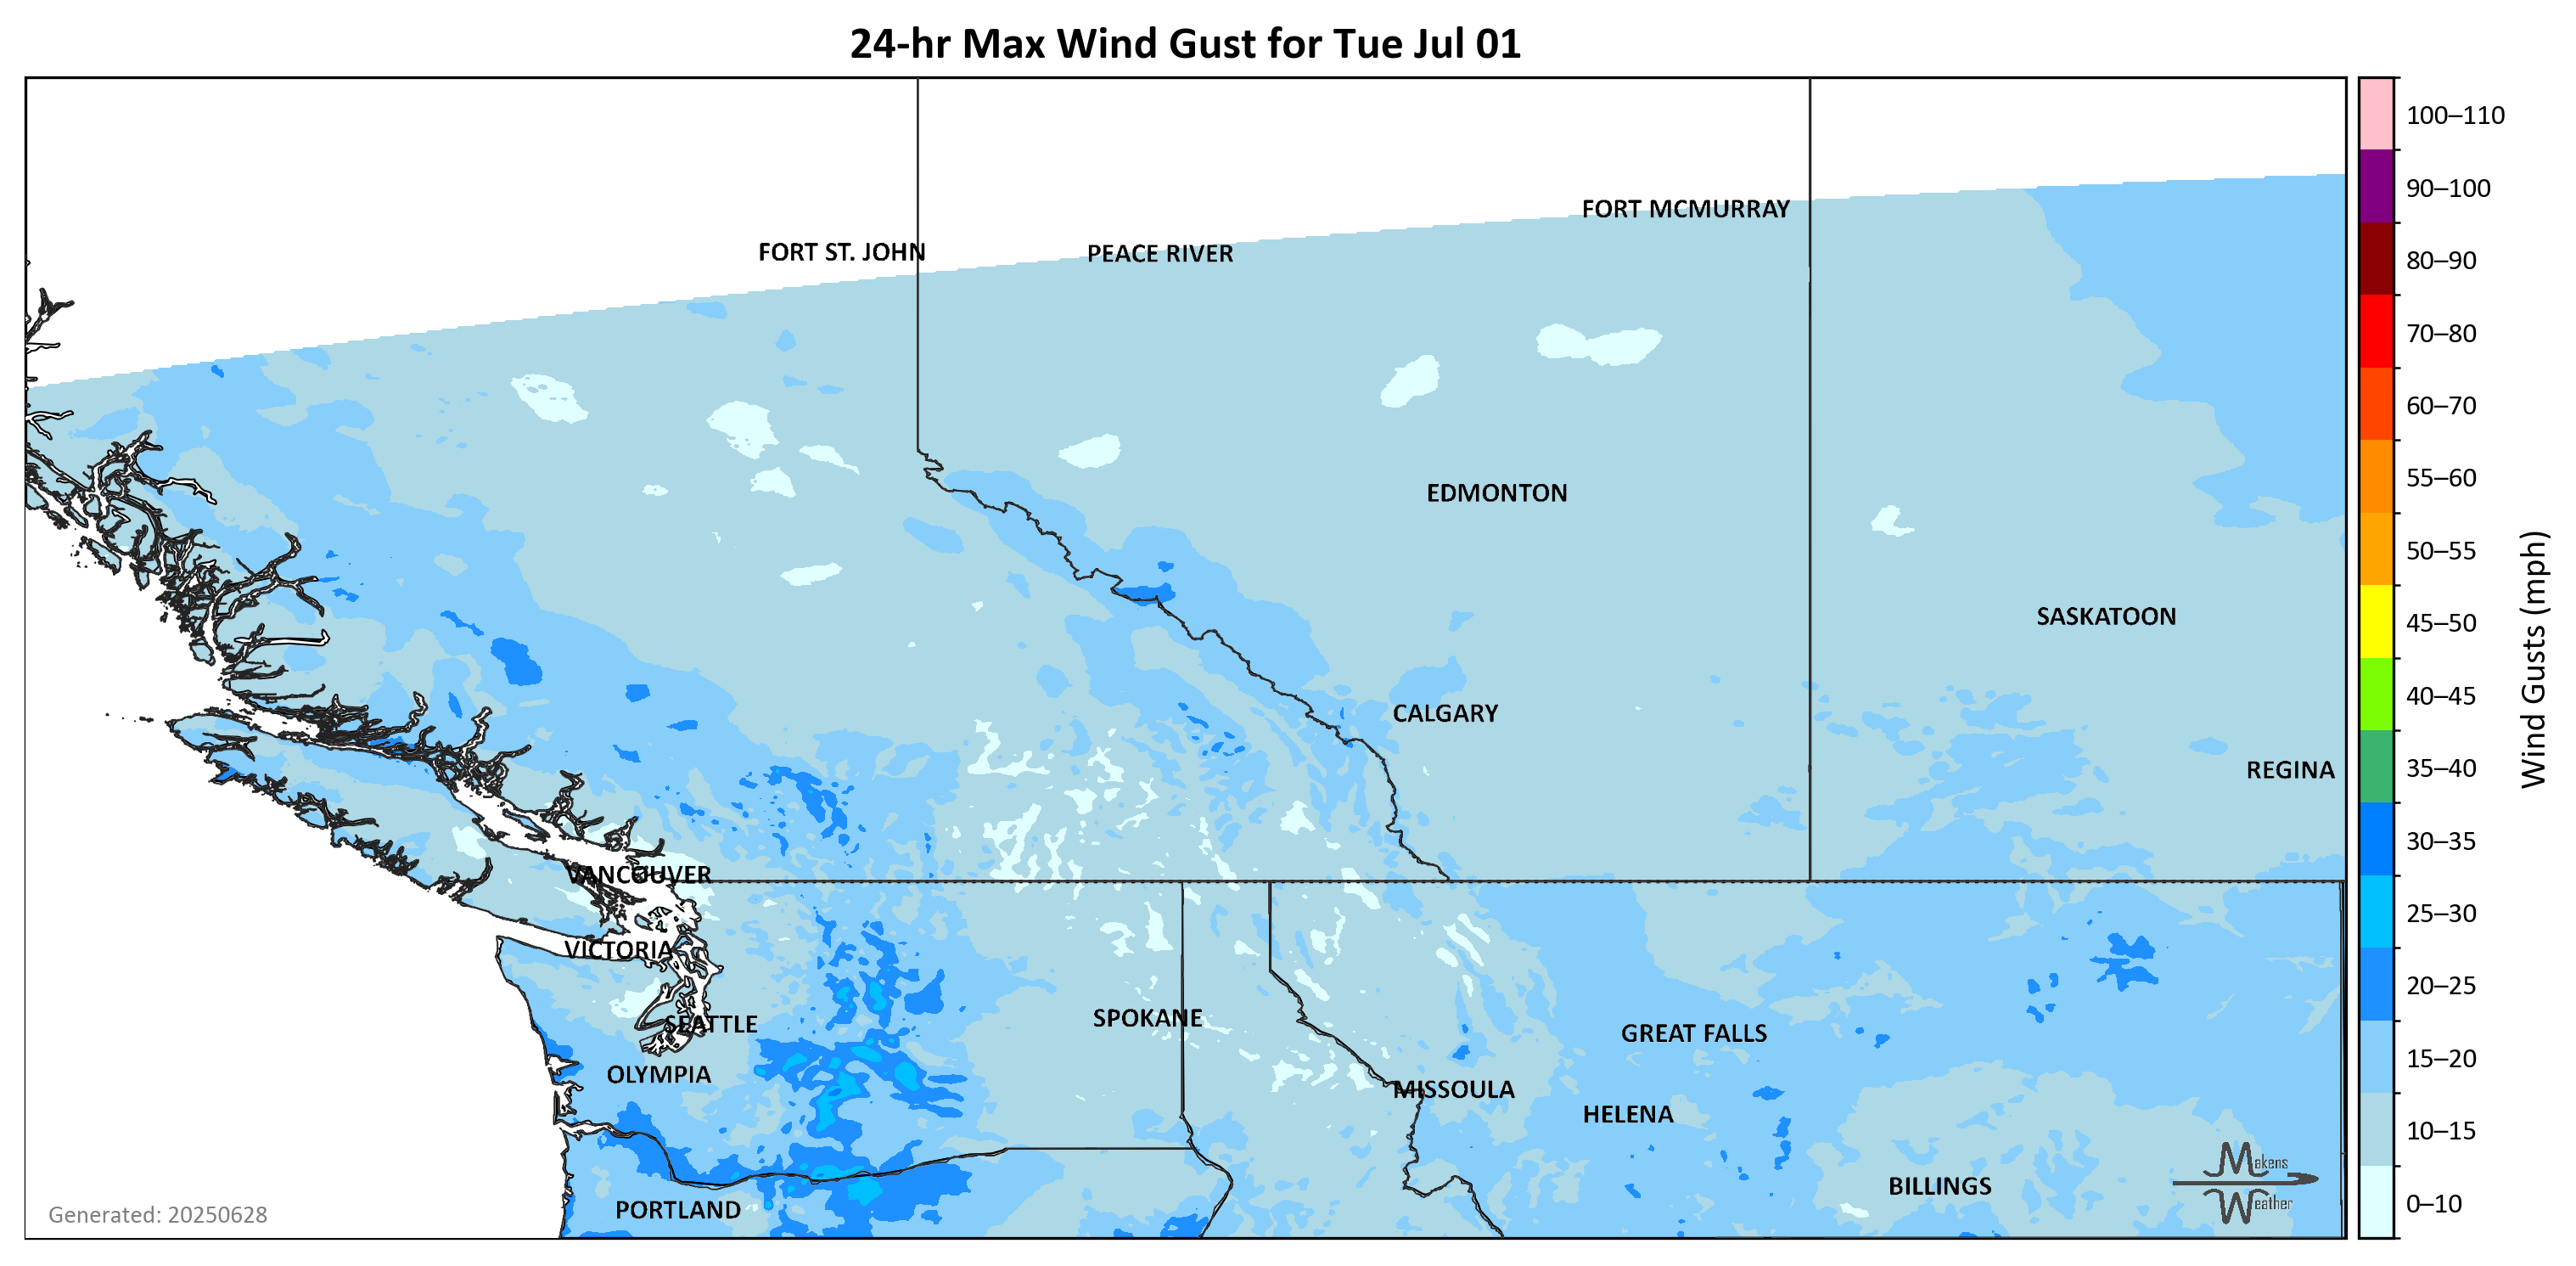 24-hr Max Wind Gust for Tue Jul 01
FORT MCMURRAY
FORT ST. JOHN
PEACE RIVER
EDMONTON
SASKATOON
CALGARY
REGINA
VANCOUVER
VICTORIA
SEATTLE
SPOKANE
GREAT FALLS
OLYMPIA
MISSOULA
HELENA
BILLINGS
PORTLAND
Makens
Weather
Generated: 20250628
100–110
90–100
80–90
70–80
60–70
55–60
50–55
45–50
40–45
35–40
30–35
25–30
20–25
15–20
10–15
0–10
Wind Gusts (mph)